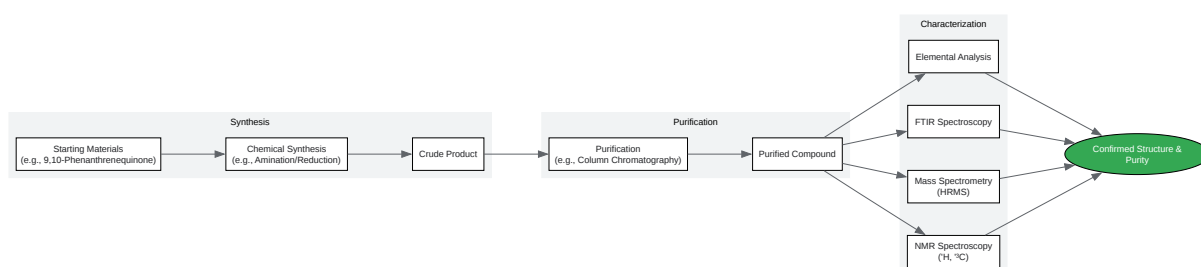 Synthesis
Starting Materials
(e.g., 9,10-Phenanthrenequinone)
Chemical Synthesis
(e.g., Amination/Reduction)
Crude Product
Purification
Purification
(e.g., Column Chromatography)
Purified Compound
Characterization
Elemental Analysis
FTIR Spectroscopy
Mass Spectrometry
(HRMS)
NMR Spectroscopy
(¹H, ¹³C)
Confirmed Structure &
Purity